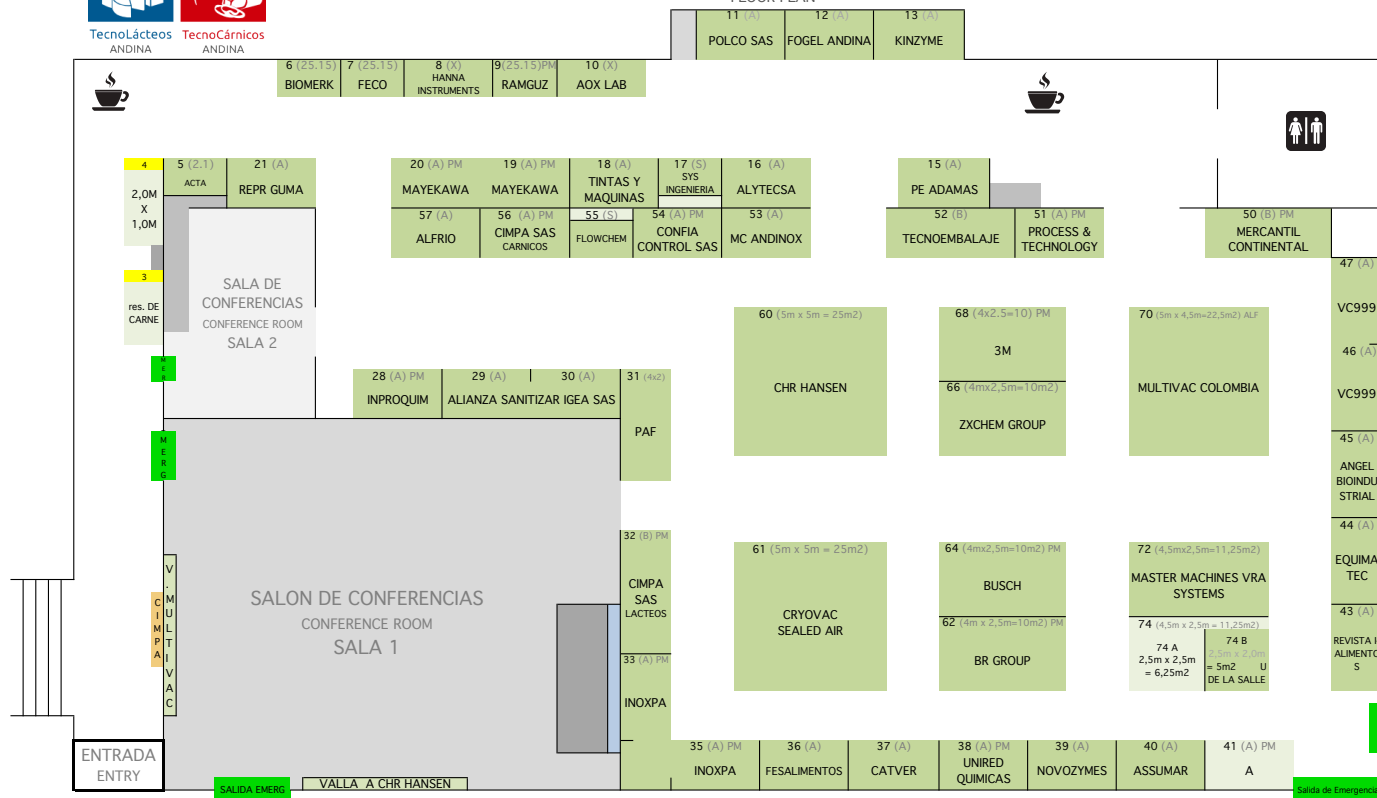 FLOOR PLAN
TecnoLácteos
ANDINA
TecnoCárnicos
ANDINA
11 (A)
POLCO SAS
12 (A)
FOGEL ANDINA
13 (A)
KINZYME
6 (25.15)
BIOMERK
7 (25.15)
FECO
8 (X)
HANNA
INSTRUMENTS
9(25.15)PM
RAMGUZ
10 (X)
AOX LAB
4
2,0M
X
1,0M
5 (2.1)
ACTA
21 (A)
REPR GUMA
20 (A) PM
MAYEKAWA
19 (A) PM
MAYEKAWA
18 (A)
TINTAS Y
MAQUINAS
17 (S)
SYS
INGENIERIA
16 (A)
ALYTECSA
15 (A)
PE ADAMAS
57 (A)
ALFRIO
56 (A) PM
CIMPA SAS
CARNICOS
55 (S)
FLOWCHEM
54 (A) PM
CONFIA
CONTROL SAS
53 (A)
MC ANDINOX
52 (B)
TECNOEMBALAJE
51 (A) PM
PROCESS &
TECHNOLOGY
50 (B) PM
MERCANTIL
CONTINENTAL
3
res. DE
CARNE
SALA DE
CONFERENCIAS
CONFERENCE ROOM
SALA 2
47 (A)
VC999
46 (A)
VC999
60 (5m x 5m = 25m2)
CHR HANSEN
68 (4x2.5=10) PM
3M
66 (4mx2,5m=10m2)
ZXCHEM GROUP
70 (5m x 4,5m=22,5m2) ALF
MULTIVAC COLOMBIA
M
E
R
28 (A) PM
INPROQUIM
29 (A)
30 (A)
ALIANZA SANITIZAR IGEA SAS
31 (4x2)
PAF
M
E
R
G
45 (A)
ANGEL
BIOINDU
STRIAL
44 (A)
EQUIMA
TEC
43 (A)
REVISTA I
ALIMENTO
S
SALON DE CONFERENCIAS
CONFERENCE ROOM
SALA 1
V
.
M
U
L
T
I
V
A
C
C
I
M
P
A
32 (B) PM
CIMPA
SAS
LACTEOS
33 (A) PM
INOXPA
61 (5m x 5m = 25m2)
CRYOVAC
SEALED AIR
64 (4mx2,5m=10m2) PM
BUSCH
62 (4m x 2,5m=10m2) PM
BR GROUP
72 (4,5mx2,5m=11,25m2)
MASTER MACHINES VRA
SYSTEMS
74 (4,5m x 2,5m = 11,25m2)
74 A
2,5m x 2,5m
= 6,25m2
74 B
2,5m x 2,0m
= 5m2 U
DE LA SALLE
ENTRADA
ENTRY
SALIDA EMERG
VALLA A CHR HANSEN
35 (A) PM
INOXPA
36 (A)
FESALIMENTOS
37 (A)
CATVER
38 (A) PM
UNIRED
QUIMICAS
39 (A)
NOVOZYMES
40 (A)
ASSUMAR
41 (A) PM
A
Salida de Emergencia